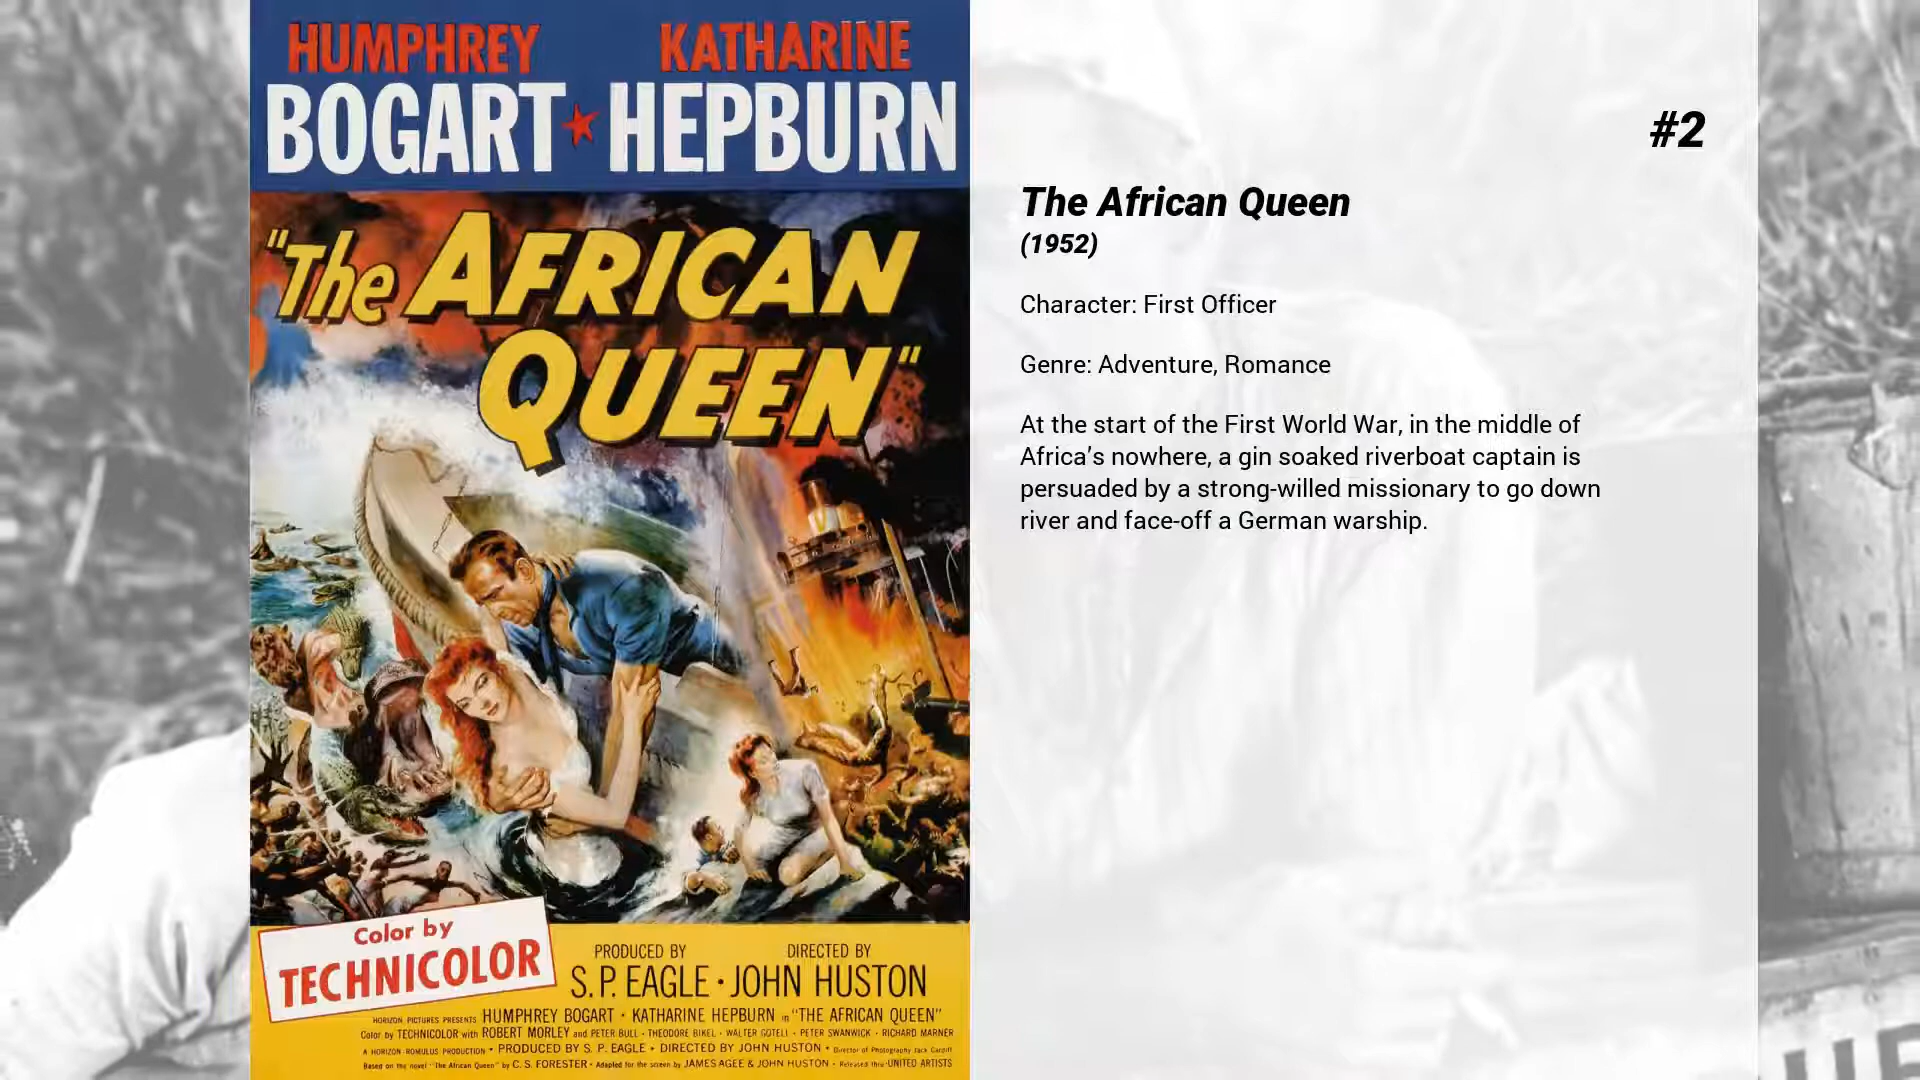 HUMPHREY KATHARINE
BOGART ★ HEPBURN
"The AFRICAN
QUEEN"
Color by
TECHNICOLOR
PRODUCED BY DIRECTED BY
S. P. EAGLE • JOHN HUSTON
HORIZON PICTURES PRESENTS HUMPHREY BOGART • KATHARINE HEPBURN in "THE AFRICAN QUEEN"
Color by TECHNICOLOR with ROBERT MORLEY and PETER BULL • THEODORE BIKEL • WALTER GOTELL • PETER SWANWICK • RICHARD MARNER
A HORIZON-ROMULUS PRODUCTION • PRODUCED BY S. P. EAGLE • DIRECTED BY JOHN HUSTON • Director of Photography Jack Cardiff
Based on the novel "The African Queen" by C. S. FORESTER • Adapted for the screen by JAMES AGEE & JOHN HUSTON • Released thru UNITED ARTISTS
#2
The African Queen
(1952)
Character: First Officer
Genre: Adventure, Romance
At the start of the First World War, in the middle of
Africa's nowhere, a gin soaked riverboat captain is
persuaded by a strong-willed missionary to go down
river and face-off a German warship.